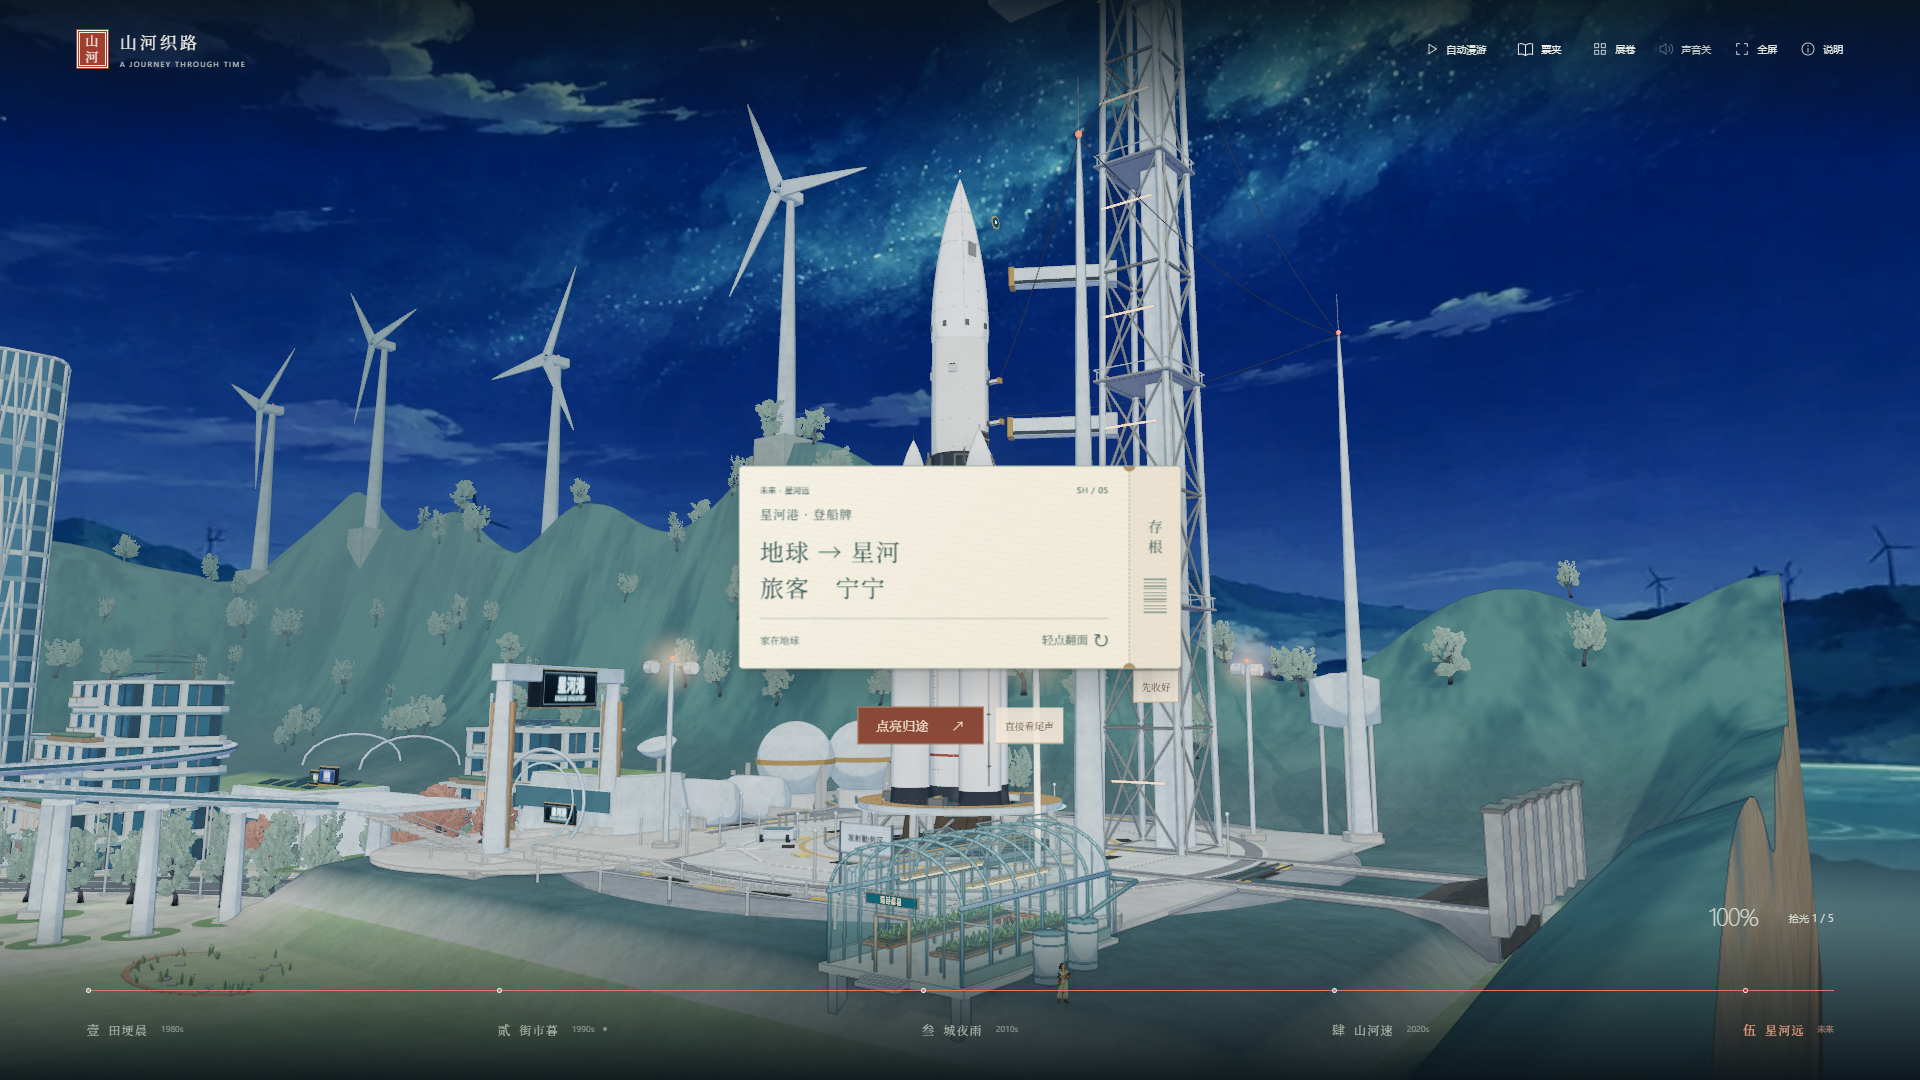 山河
山河织路
A JOURNEY THROUGH TIME
自动漫游
票夹
展卷
声音关
全屏
说明
未来 · 星河远
SH / 05
星河港 · 登船牌
地球 → 星河
旅客 宁宁
家在地球
轻点翻面
存根
先收好
点亮归途 ↗
直接看尾声
星河港
100%
拾光 1 / 5
壹 田埂晨 1980s
贰 街市暮 1990s
叁 城夜雨 2010s
肆 山河速 2020s
伍 星河远 未来